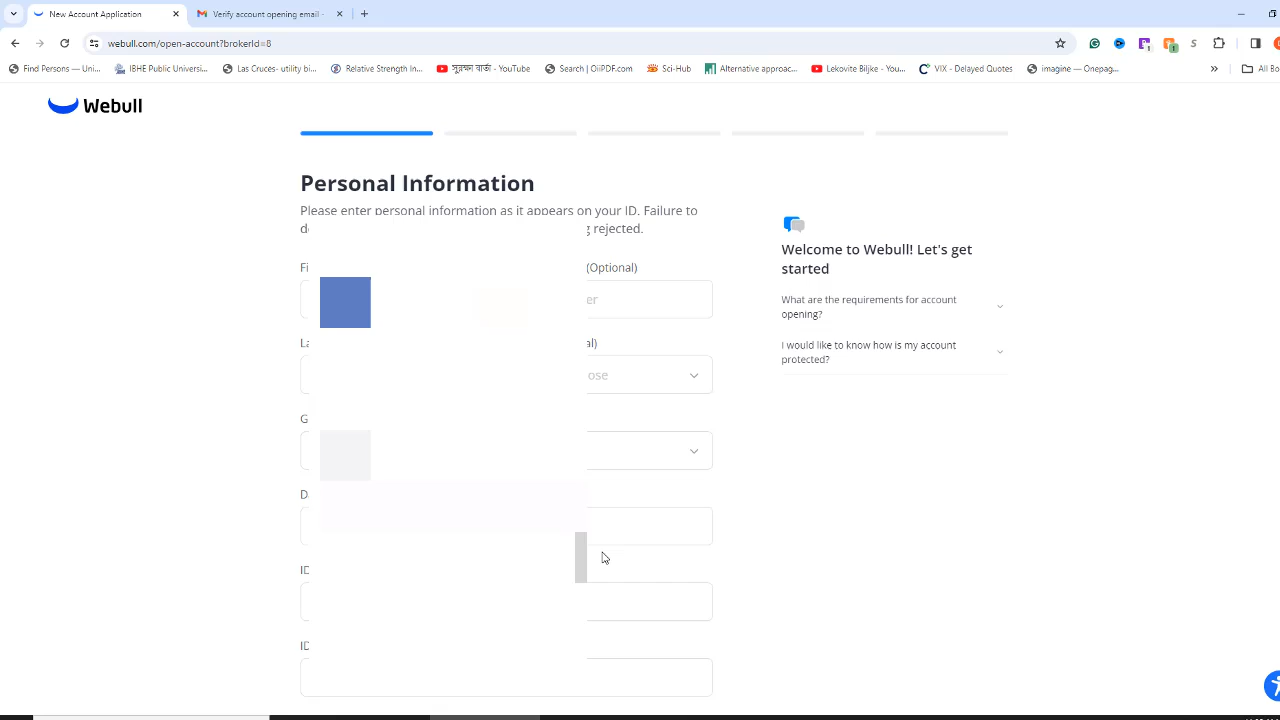 New Account Application
Verify account opening email -
webull.com/open-account?brokerId=8
Find Persons — Uni...
IBHE Public Universi...
Las Cruces- utility bi...
Relative Strength In...
সুরক্ষা বার্তা - YouTube
Search | OiiPDF.com
Sci-Hub
Alternative approac...
Lekovite Biljke - You...
VIX - Delayed Quotes
imagine — Onepag...
»
All Bo
Webull
Personal Information
Please enter personal information as it appears on your ID. Failure to
g rejected.
Fi
(Optional)
er
La
al)
ose
G
D
ID
ID
Welcome to Webull! Let's get
started
What are the requirements for account
opening?
I would like to know how is my account
protected?